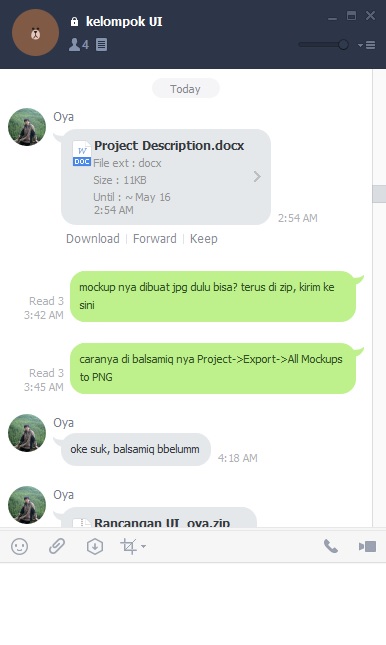 kelompok UI
4
Today
Oya
Project Description.docx
W
DOC
File ext : docx
Size : 11KB
Until : ~ May 16
2:54 AM
2:54 AM
Download | Forward | Keep
mockup nya dibuat jpg dulu bisa? terus di zip, kirim ke
sini
Read 3
3:42 AM
caranya di balsamiq nya Project->Export->All Mockups
to PNG
Read 3
3:45 AM
Oya
oke suk, balsamiq bbelumm
4:18 AM
Oya
Rancangan UI_oya.zip